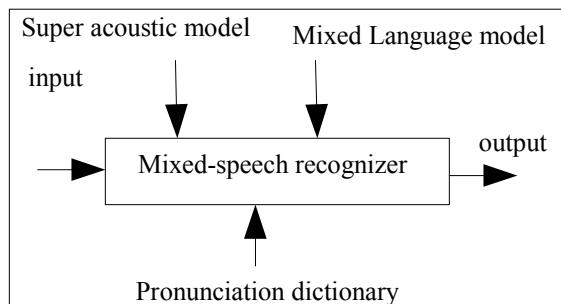 Super acoustic model
Mixed Language model
input
Mixed-speech recognizer
output
Pronunciation dictionary